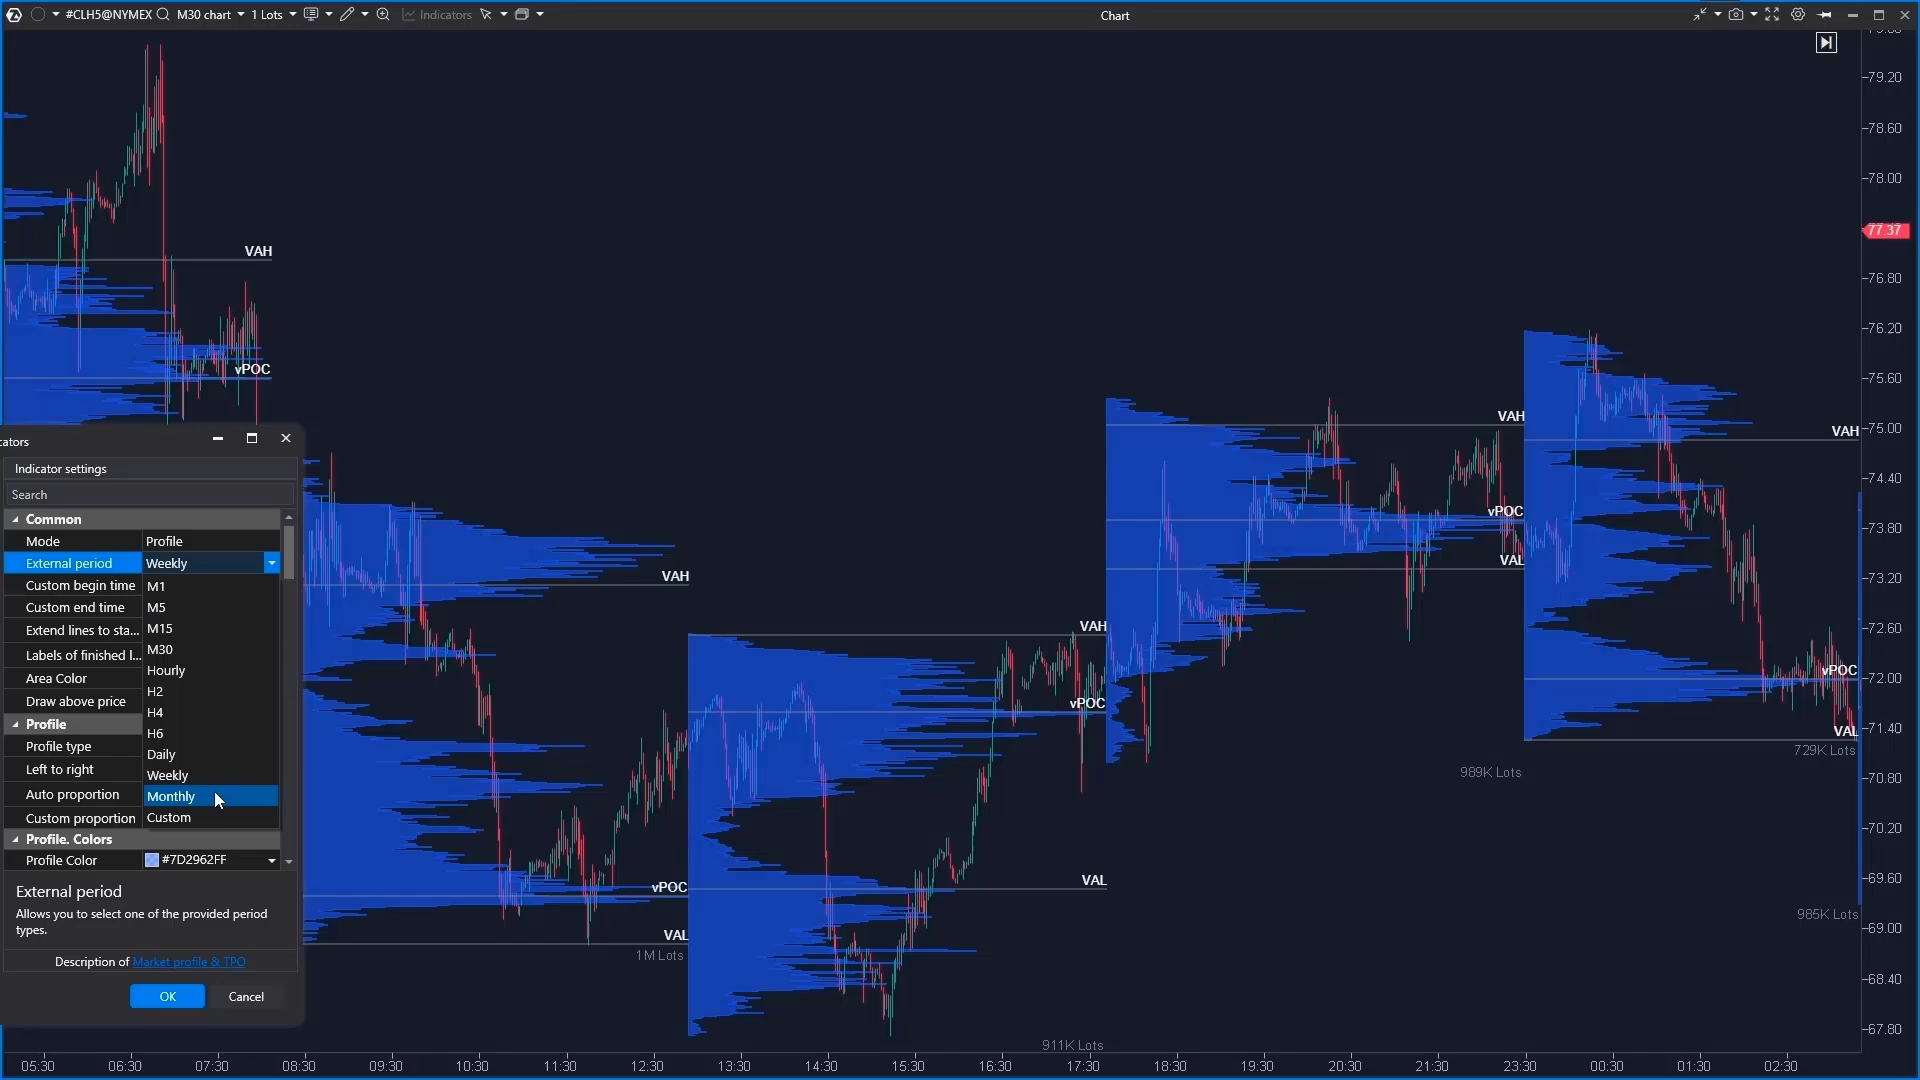 #CLH5@NYMEX M30 chart 1 Lots Indicators Chart
79.20
78.60
78.00
77.37
76.80
76.20
75.60
75.00
74.40
73.80
73.20
72.60
72.00
71.40
70.80
70.20
69.60
69.00
68.40
67.80
VAH
vPOC
VAH
vPOC
VAL
1M Lots
VAH
vPOC
VAL
911K Lots
VAH
vPOC
VAL
989K Lots
VAH
vPOC
VAL
729K Lots
985K Lots
cators
Indicator settings
Search
Common
Mode Profile
External period Weekly
Custom begin time
Custom end time
Extend lines to sta...
Labels of finished l...
Area Color
Draw above price
Profile
Profile type
Left to right
Auto proportion
Custom proportion
M1
M5
M15
M30
Hourly
H2
H4
H6
Daily
Weekly
Monthly
Custom
Profile. Colors
Profile Color #7D2962FF
External period
Allows you to select one of the provided period
types.
Description of Market profile & TPO
OK Cancel
05:30 06:30 07:30 08:30 09:30 10:30 11:30 12:30 13:30 14:30 15:30 16:30 17:30 18:30 19:30 20:30 21:30 23:30 00:30 01:30 02:30